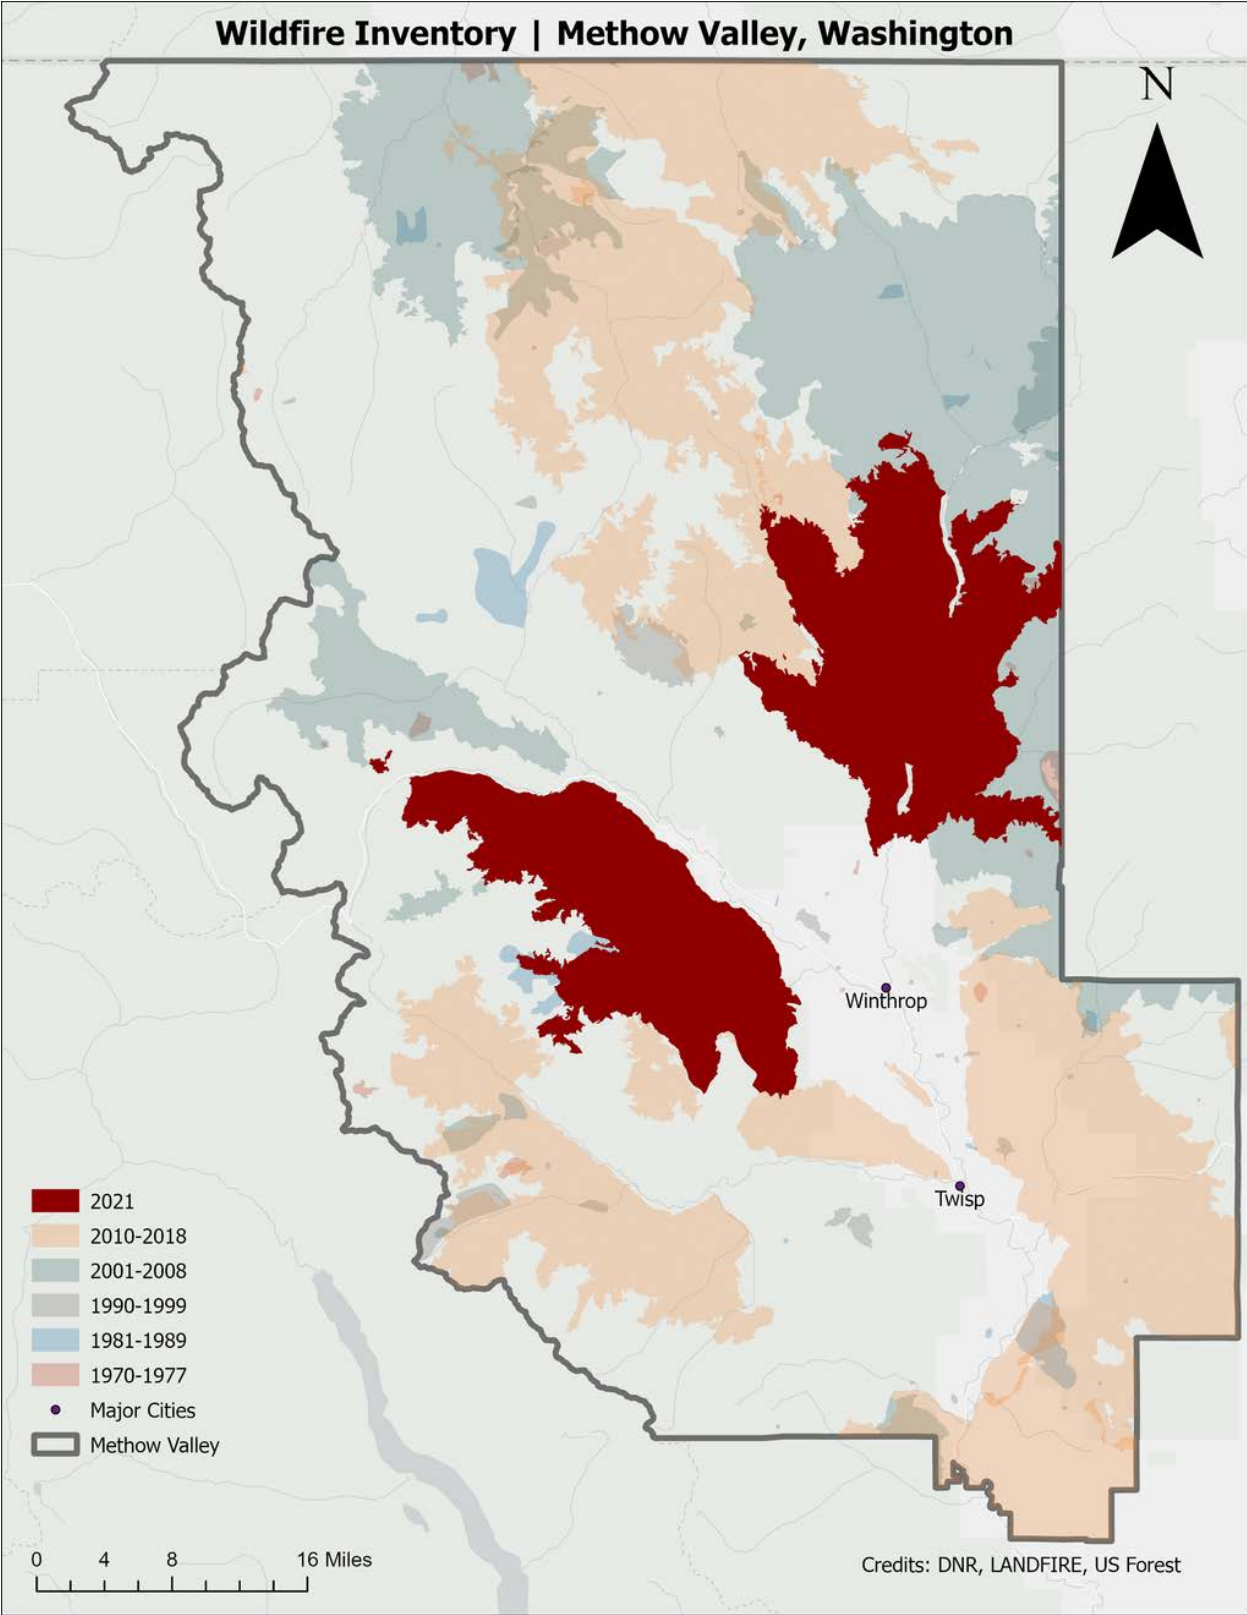 Wildfire Inventory | Methow Valley, Washington
N
Winthrop
Twisp
2021
2010-2018
2001-2008
1990-1999
1981-1989
1970-1977
Major Cities
Methow Valley
0 4 8 16 Miles
Credits: DNR, LANDFIRE, US Forest